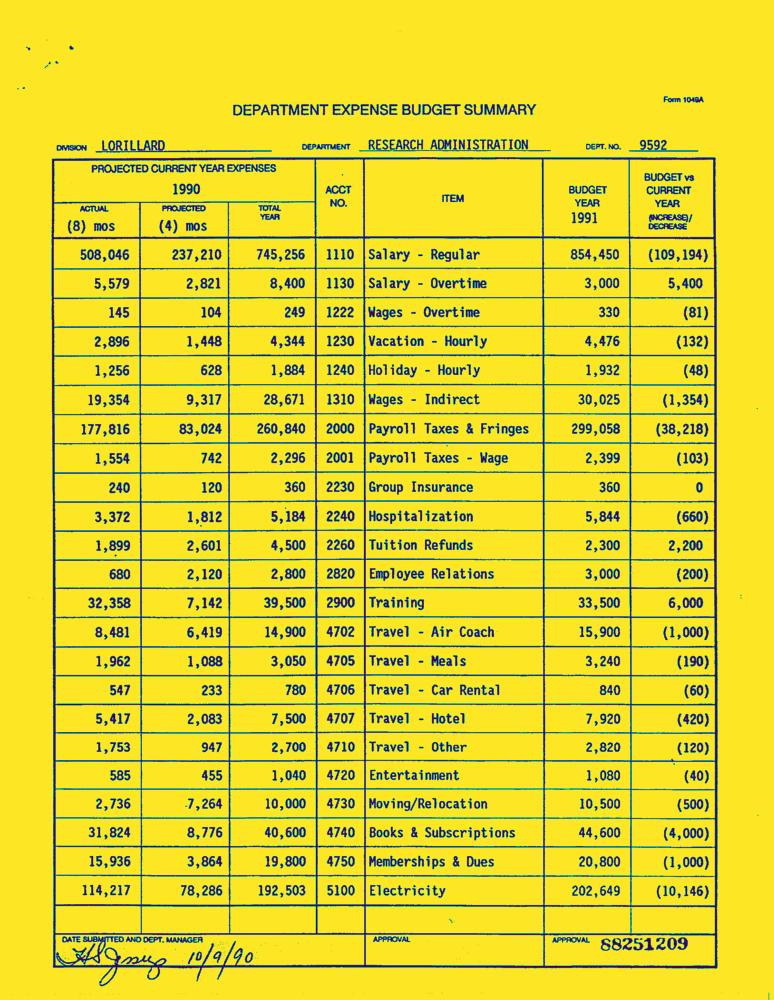 Form 1049A
DEPARTMENT EXPENSE BUDGET SUMMARY
DIVISION LORILLARD DEPARTMENT RESEARCH ADMINISTRATION DEPT. NO. 9592
PROJECTED CURRENT YEAR EXPENSES
1990
ACTUAL (8) mos
PROJECTED (4) mos
TOTAL YEAR
ACCT NO.
ITEM
BUDGET YEAR 1991
BUDGET vs CURRENT YEAR (INCREASE)/ DECREASE
508,046 237,210 745,256 1110 Salary - Regular 854,450 (109,194)
5,579 2,821 8,400 1130 Salary - Overtime 3,000 5,400
145 104 249 1222 Wages - Overtime 330 (81)
2,896 1,448 4,344 1230 Vacation - Hourly 4,476 (132)
1,256 628 1,884 1240 Holiday - Hourly 1,932 (48)
19,354 9,317 28,671 1310 Wages - Indirect 30,025 (1,354)
177,816 83,024 260,840 2000 Payroll Taxes & Fringes 299,058 (38,218)
1,554 742 2,296 2001 Payroll Taxes - Wage 2,399 (103)
240 120 360 2230 Group Insurance 360 0
3,372 1,812 5,184 2240 Hospitalization 5,844 (660)
1,899 2,601 4,500 2260 Tuition Refunds 2,300 2,200
680 2,120 2,800 2820 Employee Relations 3,000 (200)
32,358 7,142 39,500 2900 Training 33,500 6,000
8,481 6,419 14,900 4702 Travel - Air Coach 15,900 (1,000)
1,962 1,088 3,050 4705 Travel - Meals 3,240 (190)
547 233 780 4706 Travel - Car Rental 840 (60)
5,417 2,083 7,500 4707 Travel - Hotel 7,920 (420)
1,753 947 2,700 4710 Travel - Other 2,820 (120)
585 455 1,040 4720 Entertainment 1,080 (40)
2,736 7,264 10,000 4730 Moving/Relocation 10,500 (500)
31,824 8,776 40,600 4740 Books & Subscriptions 44,600 (4,000)
15,936 3,864 19,800 4750 Memberships & Dues 20,800 (1,000)
114,217 78,286 192,503 5100 Electricity 202,649 (10,146)
DATE SUBMITTED AND DEPT. MANAGER APPROVAL APPROVAL 88251209
10/9/90